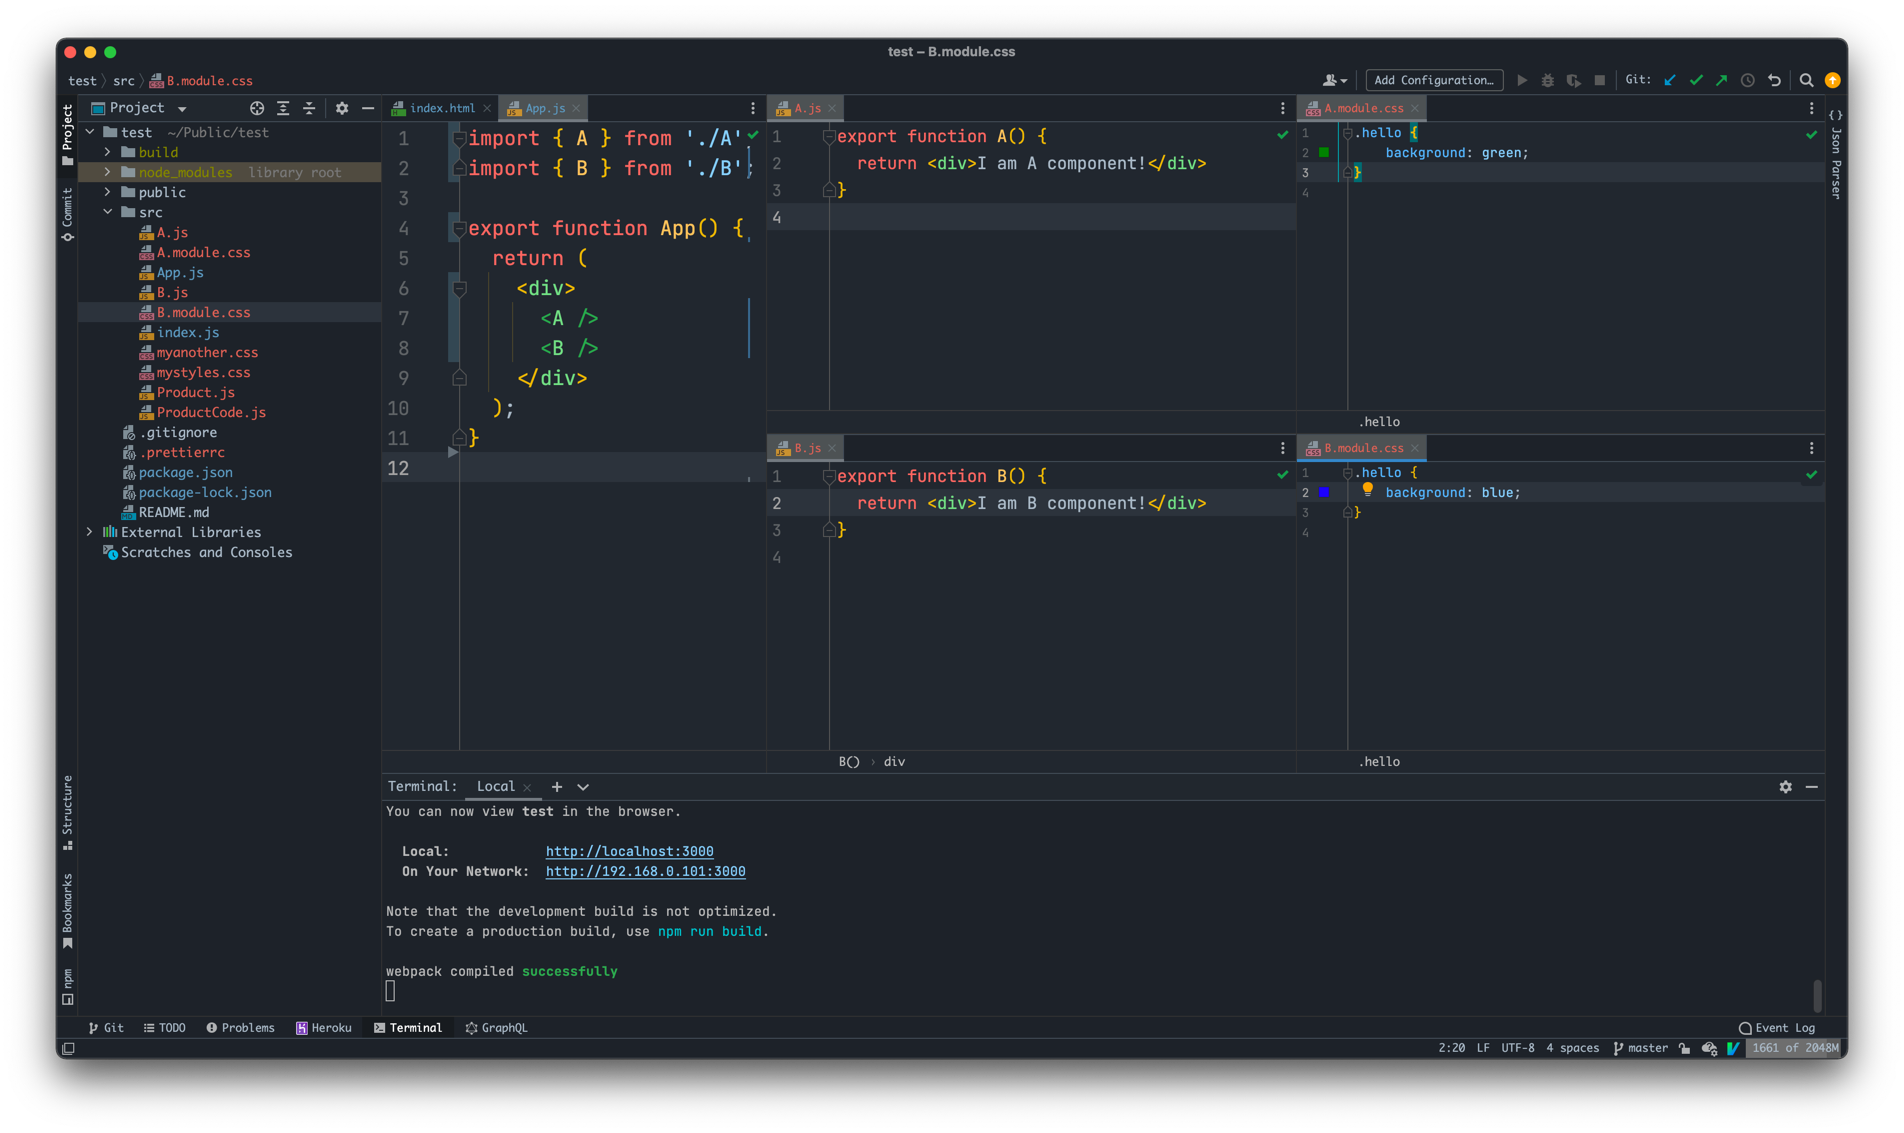 test – B.module.css
test 〉 src 〉 B.module.css
Add Configuration…
Git:
Project
Commit
Structure
Bookmarks
npm
Project
test ~/Public/test
build
node_modules library root
public
src
A.js
A.module.css
App.js
B.js
B.module.css
index.js
myanother.css
mystyles.css
Product.js
ProductCode.js
.gitignore
.prettierrc
package.json
package-lock.json
README.md
External Libraries
Scratches and Consoles
index.html
App.js
1 import { A } from './A'
2 import { B } from './B';
3
4 export function App() {
5 return (
6 <div>
7 <A />
8 <B />
9 </div>
10 );
11 }
12
A.js
1 export function A() {
2 return <div>I am A component!</div>
3 }
4
A.module.css
1 .hello {
2 background: green;
3 }
4
.hello
B.js
1 export function B() {
2 return <div>I am B component!</div>
3 }
4
B() › div
B.module.css
1 .hello {
2 background: blue;
3 }
4
.hello
{} Json Parser
Terminal: Local
You can now view test in the browser.
Local: http://localhost:3000
On Your Network: http://192.168.0.101:3000
Note that the development build is not optimized.
To create a production build, use npm run build.
webpack compiled successfully
Git TODO Problems Heroku Terminal GraphQL
Event Log
2:20 LF UTF-8 4 spaces master 1661 of 2048M